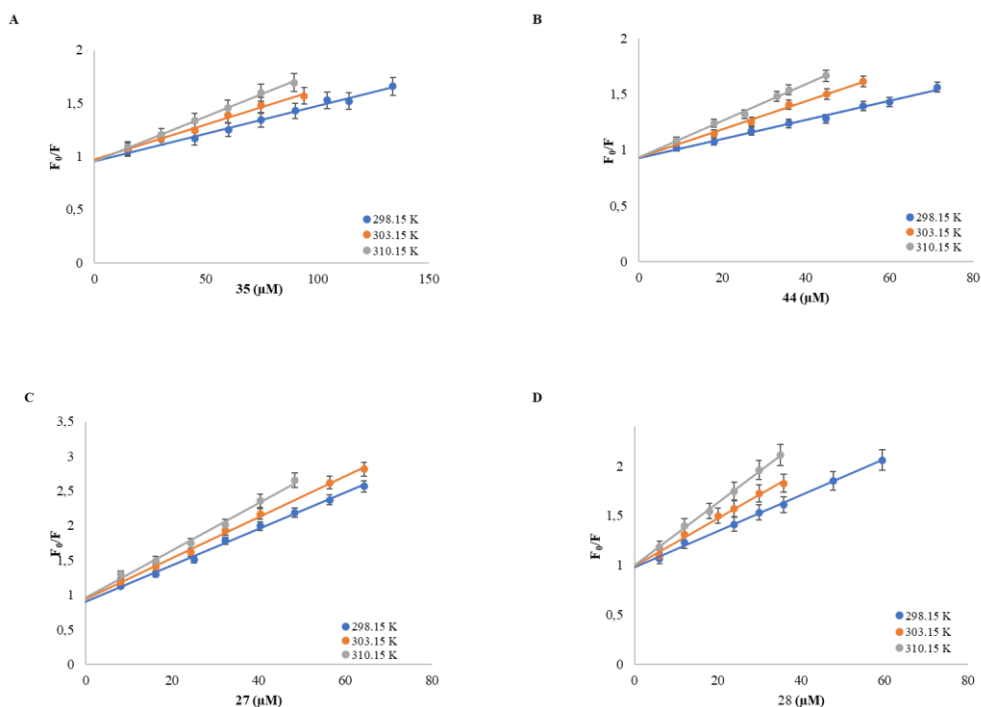 A
F₀/F
2
1,5
1
0,5
0
0
50
100
150
298.15 K
303.15 K
310.15 K
35 (μM)
B
F₀/F
2
1,5
1
0,5
0
0
20
40
60
80
298.15 K
303.15 K
310.15 K
44 (μM)
C
F₀/F
3,5
3
2,5
2
1,5
1
0,5
0
0
20
40
60
80
298.15 K
303.15 K
310.15 K
27 (μM)
D
F₀/F
2
1,5
1
0,5
0
0
20
40
60
80
298.15 K
303.15 K
310.15 K
28 (μM)